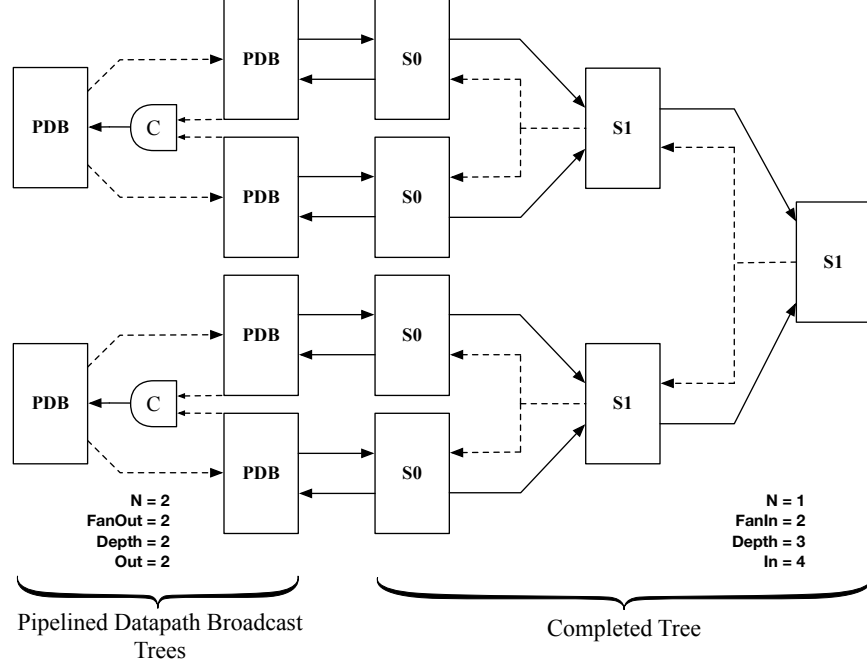 PDB
S0
PDB
S1
C
PDB
S0
S1
PDB
S0
PDB
S1
C
PDB
S0
N = 2
FanOut = 2
Depth = 2
Out = 2
N = 1
FanIn = 2
Depth = 3
In = 4
Pipelined Datapath Broadcast
Trees
Completed Tree